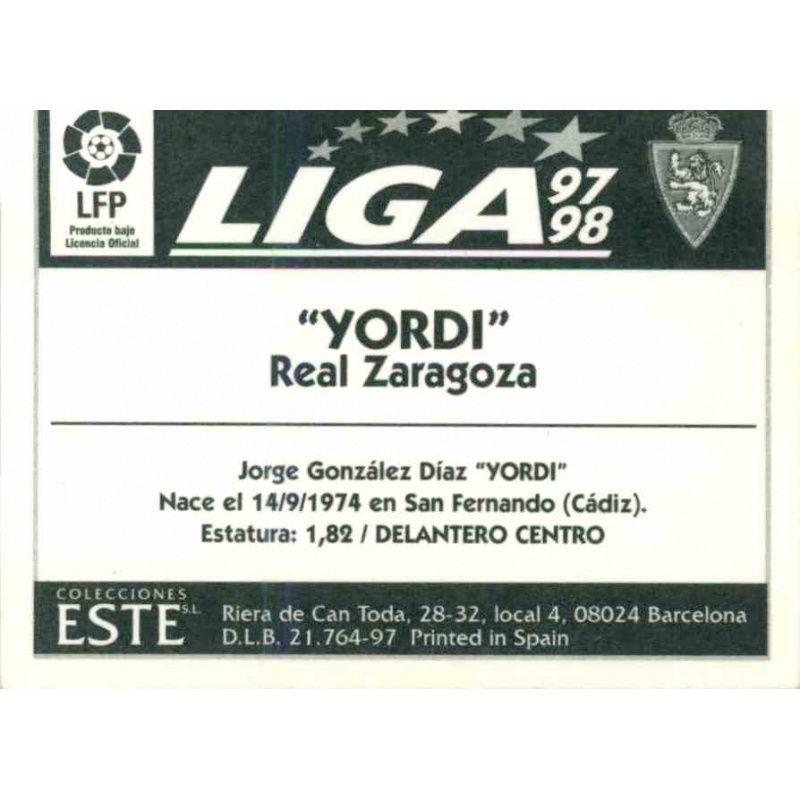 LFP
Producto bajo
Licencia Oficial
LIGA 97
98
"YORDI"
Real Zaragoza
Jorge González Díaz "YORDI"
Nace el 14/9/1974 en San Fernando (Cádiz).
Estatura: 1,82 / DELANTERO CENTRO
COLECCIONES
ESTE S.L.
Riera de Can Toda, 28-32, local 4, 08024 Barcelona
D.L.B. 21.764-97 Printed in Spain